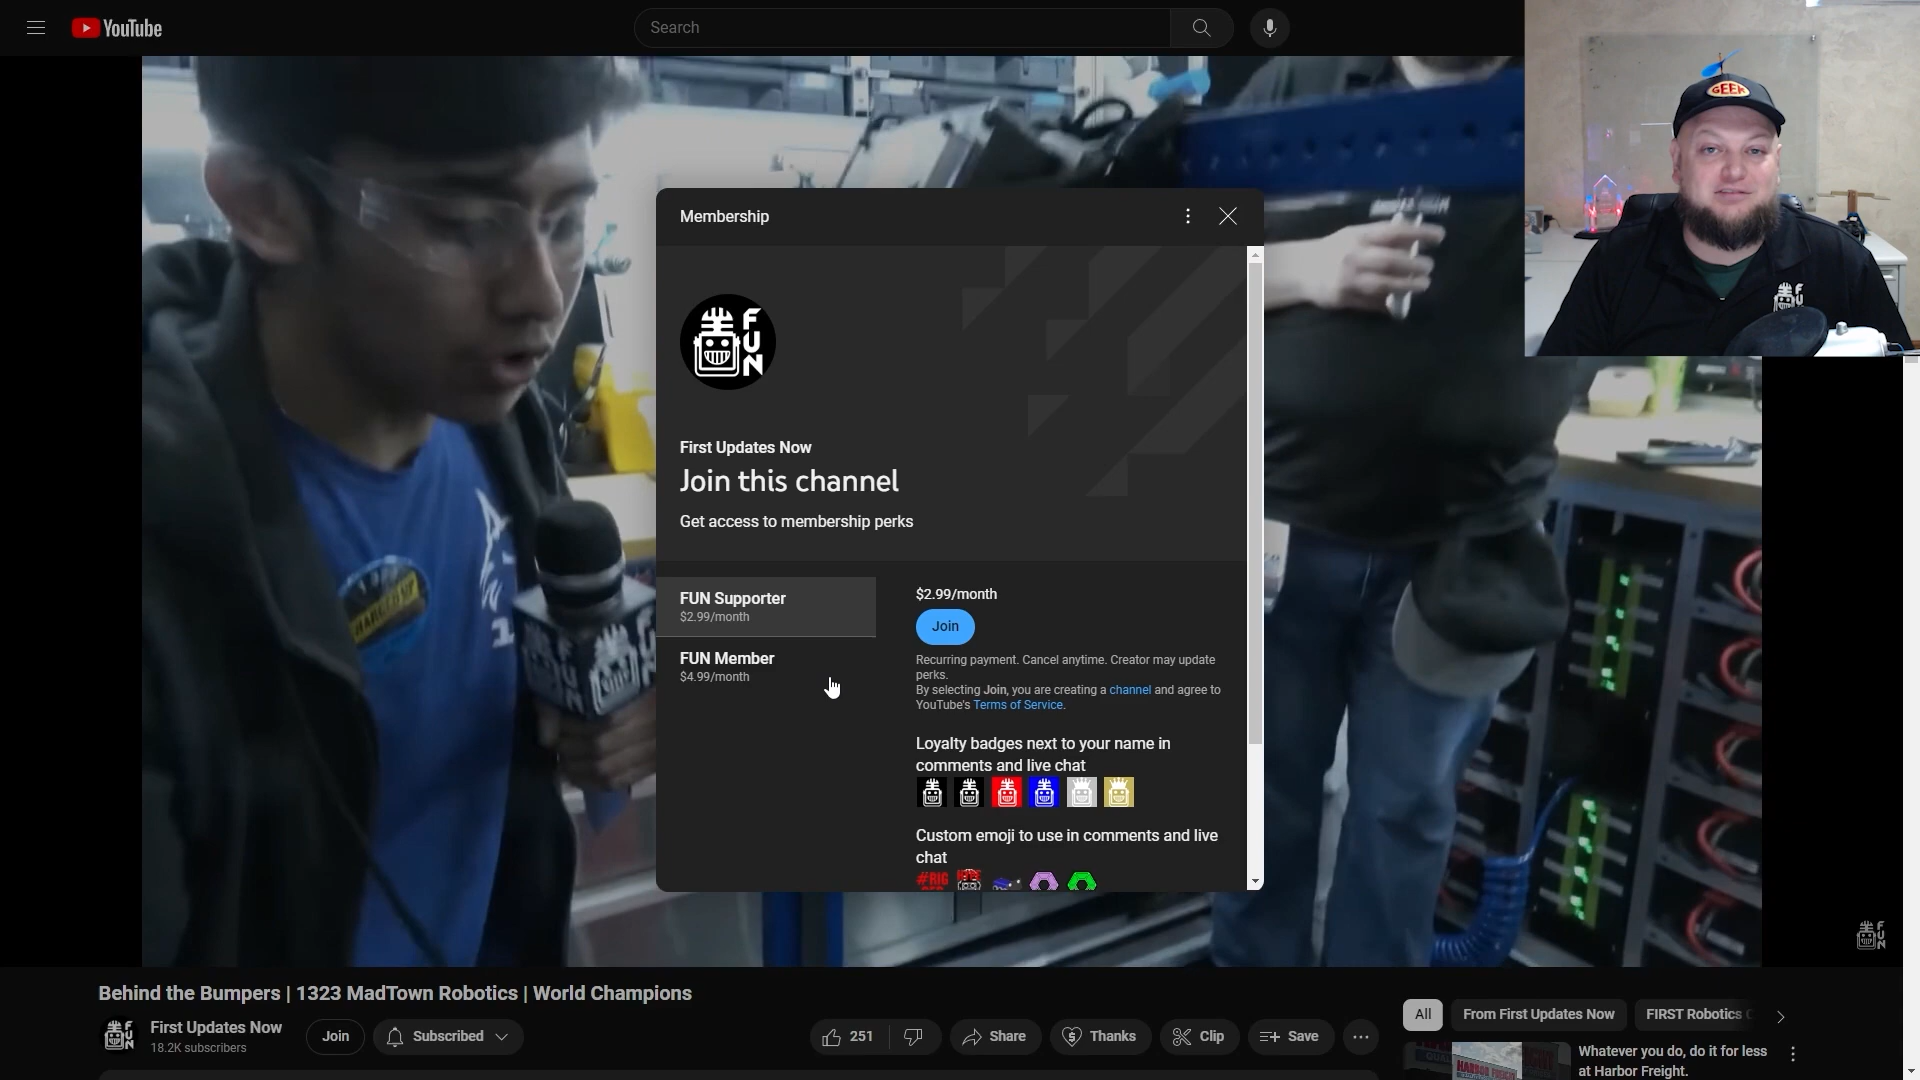 YouTube
Search
GEEK
FUN
Membership
FUN
First Updates Now
Join this channel
Get access to membership perks
FUN Supporter
$2.99/month
FUN Member
$4.99/month
$2.99/month
Join
Recurring payment. Cancel anytime. Creator may update
perks.
By selecting Join, you are creating a channel and agree to
YouTube's Terms of Service.
Loyalty badges next to your name in
comments and live chat
Custom emoji to use in comments and live
chat
#RIG
FUN
Behind the Bumpers | 1323 MadTown Robotics | World Champions
First Updates Now
18.2K subscribers
Join
Subscribed
251
Share
Thanks
Clip
Save
All
From First Updates Now
FIRST Robotics
Whatever you do, do it for less
at Harbor Freight.